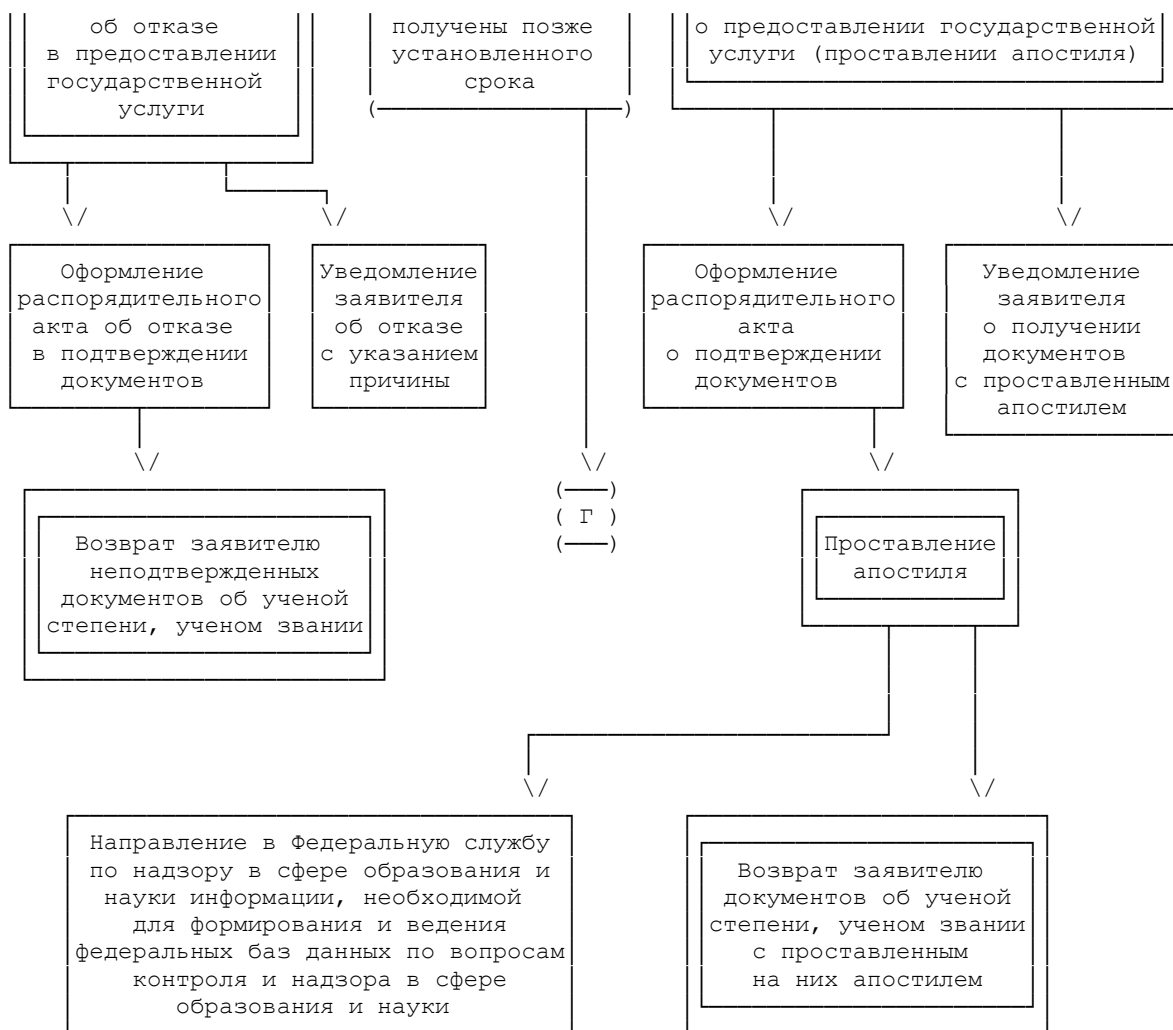 об отказе
в предоставлении
государственной
услуги
получены позже
установленного
срока
о предоставлении государственной
услуги (проставлении апостиля)
Оформление
распорядительного
акта об отказе
в подтверждении
документов
Уведомление
заявителя
об отказе
с указанием
причины
Оформление
распорядительного
акта
о подтверждении
документов
Уведомление
заявителя
о получении
документов
с проставленным
апостилем
Возврат заявителю
неподтвержденных
документов об ученой
степени, ученом звании
( Г )
Проставление
апостиля
Направление в Федеральную службу
по надзору в сфере образования и
науки информации, необходимой
для формирования и ведения
федеральных баз данных по вопросам
контроля и надзора в сфере
образования и науки
Возврат заявителю
документов об ученой
степени, ученом звании
с проставленным
на них апостилем